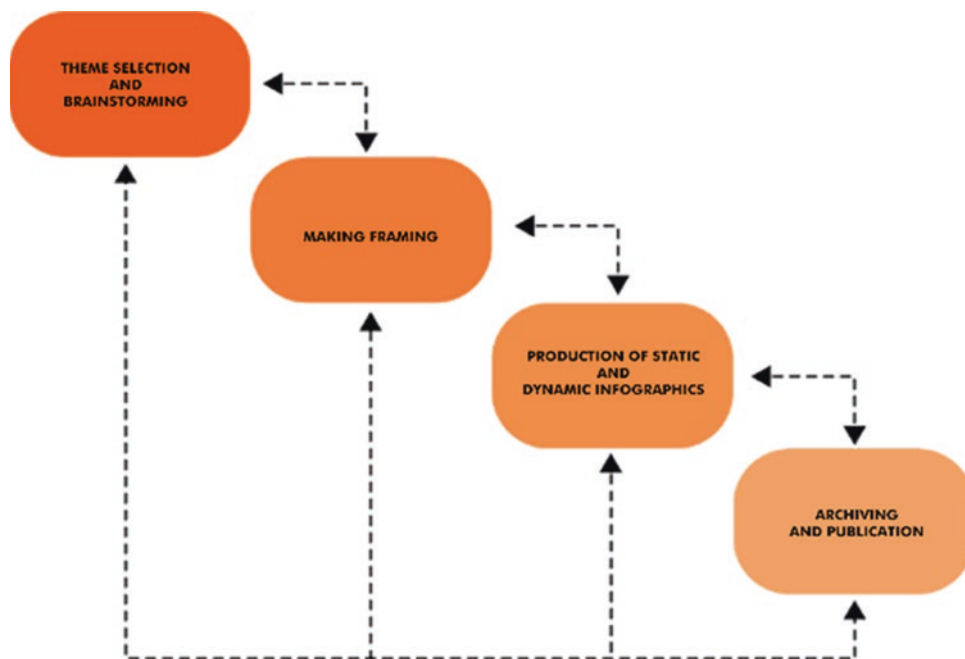 THEME SELECTION
AND
BRAINSTORMING
MAKING FRAMING
PRODUCTION OF STATIC
AND
DYNAMIC INFOGRAPHICS
ARCHIVING
AND PUBLICATION